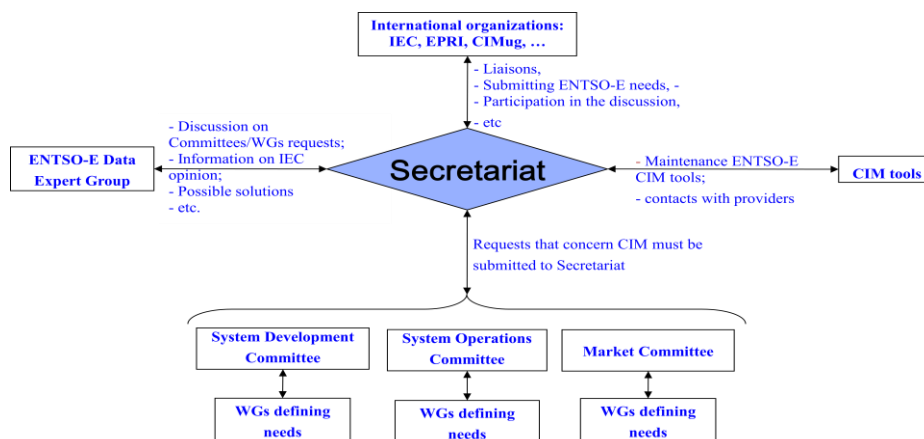 International organizations:
IEC, EPRI, CIMug, ...
- Liaisons,
- Submitting ENTSO-E needs, -
- Participation in the discussion,
- etc
- Discussion on
Committees/WGs requests;
- Information on IEC
opinion;
- Possible solutions
- etc.
ENTSO-E Data
Expert Group
Secretariat
- Maintenance ENTSO-E
CIM tools;
- contacts with providers
CIM tools
Requests that concern CIM must be
submitted to Secretariat
System Development
Committee
System Operations
Committee
Market Committee
WGs defining
needs
WGs defining
needs
WGs defining
needs